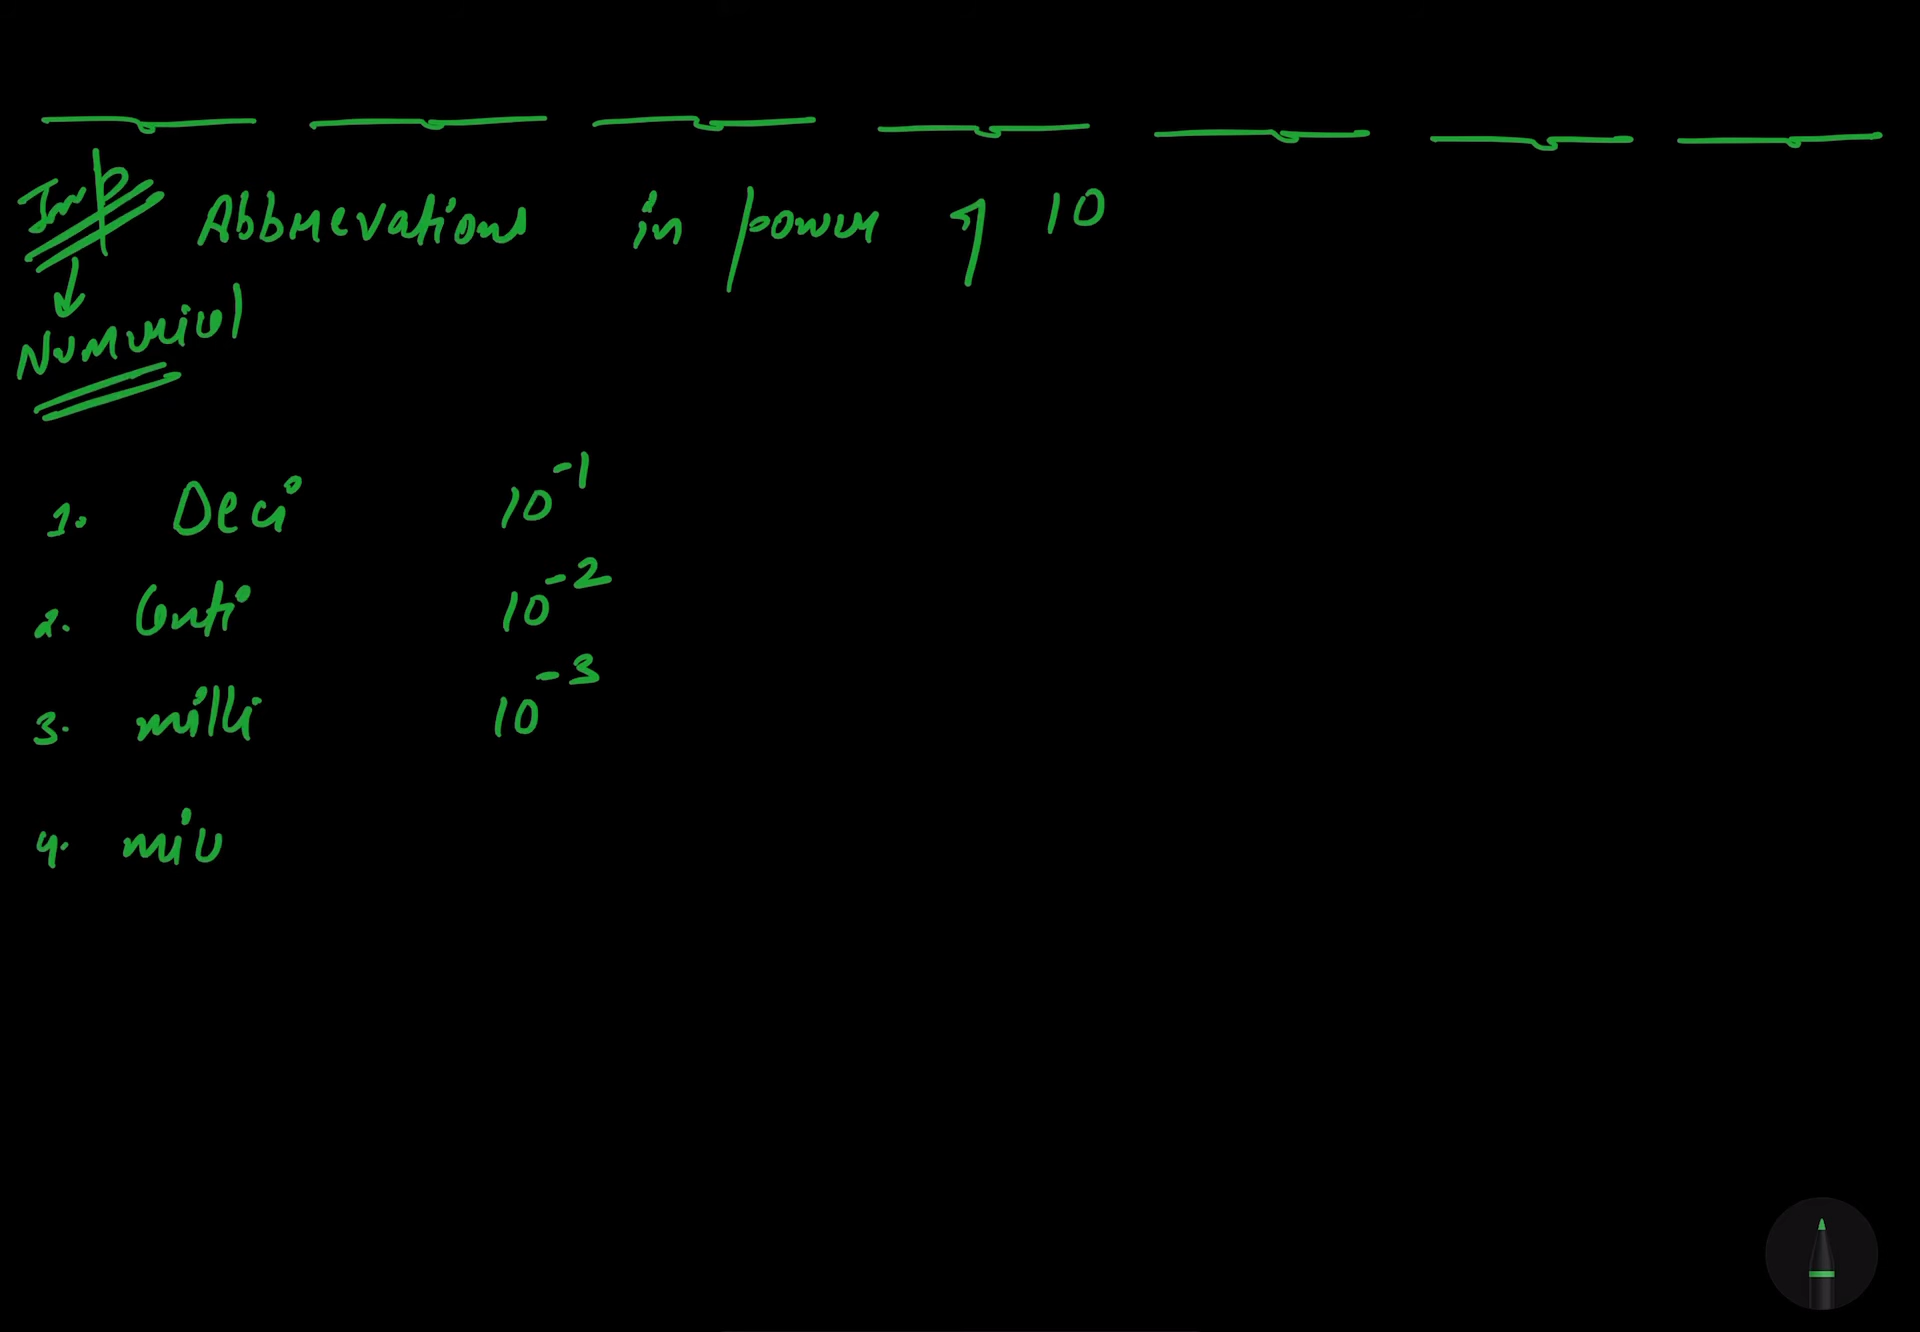 Imp Abbrevations in power of 10
Numerical
1. Deci 10⁻¹
2. Centi 10⁻²
3. milli 10⁻³
4. mic